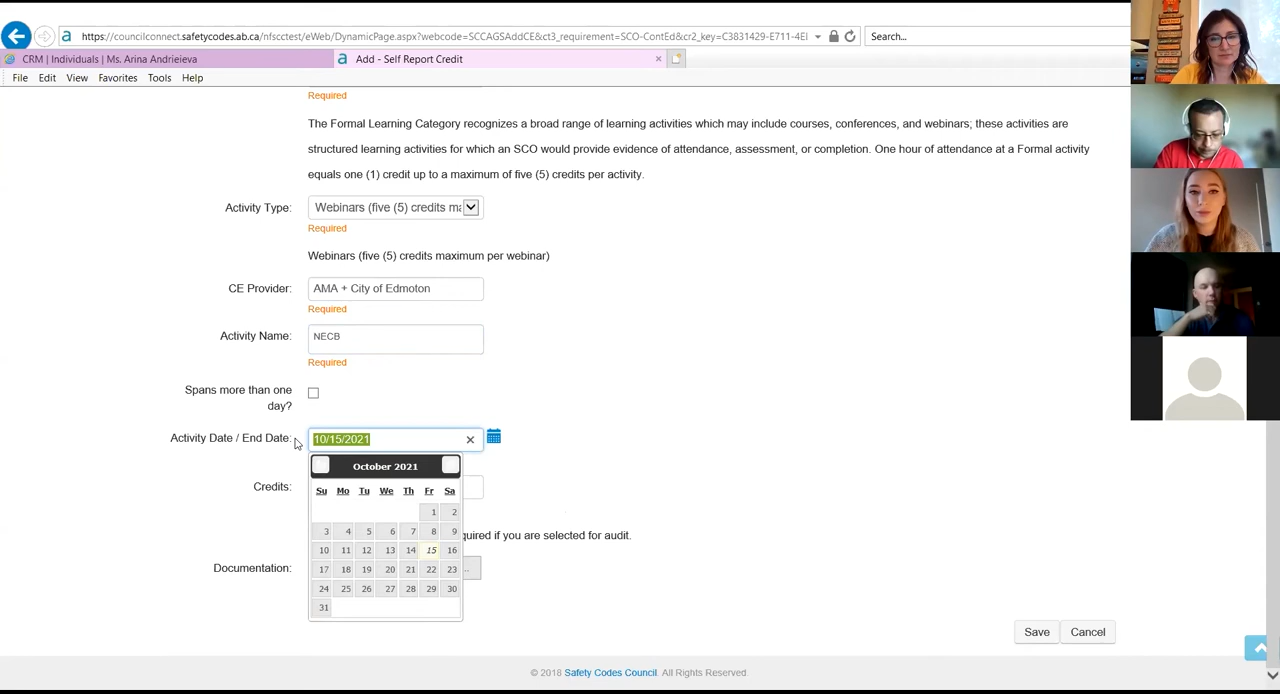 https://councilconnect.safetycodes.ab.ca/nfssctest/eWeb/DynamicPage.aspx?webcode=SCCAGSAddCE&ct3_requirement=SCO-ContEd&cr2_key=C3831429-E711-4EI
Search...
CRM | Individuals | Ms. Arina Andrieieva
Add - Self Report Credit
File Edit View Favorites Tools Help
Required
The Formal Learning Category recognizes a broad range of learning activities which may include courses, conferences, and webinars; these activities are
structured learning activities for which an SCO would provide evidence of attendance, assessment, or completion. One hour of attendance at a Formal activity
equals one (1) credit up to a maximum of five (5) credits per activity.
Activity Type: Webinars (five (5) credits ma
Required
Webinars (five (5) credits maximum per webinar)
CE Provider: AMA + City of Edmoton
Required
Activity Name: NECB
Required
Spans more than one
day?
Activity Date / End Date: 10/15/2021
October 2021
Su Mo Tu We Th Fr Sa
1 2
3 4 5 6 7 8 9
10 11 12 13 14 15 16
17 18 19 20 21 22 23
24 25 26 27 28 29 30
31
Credits:
quired if you are selected for audit.
Documentation: ...
Save Cancel
© 2018 Safety Codes Council. All Rights Reserved.